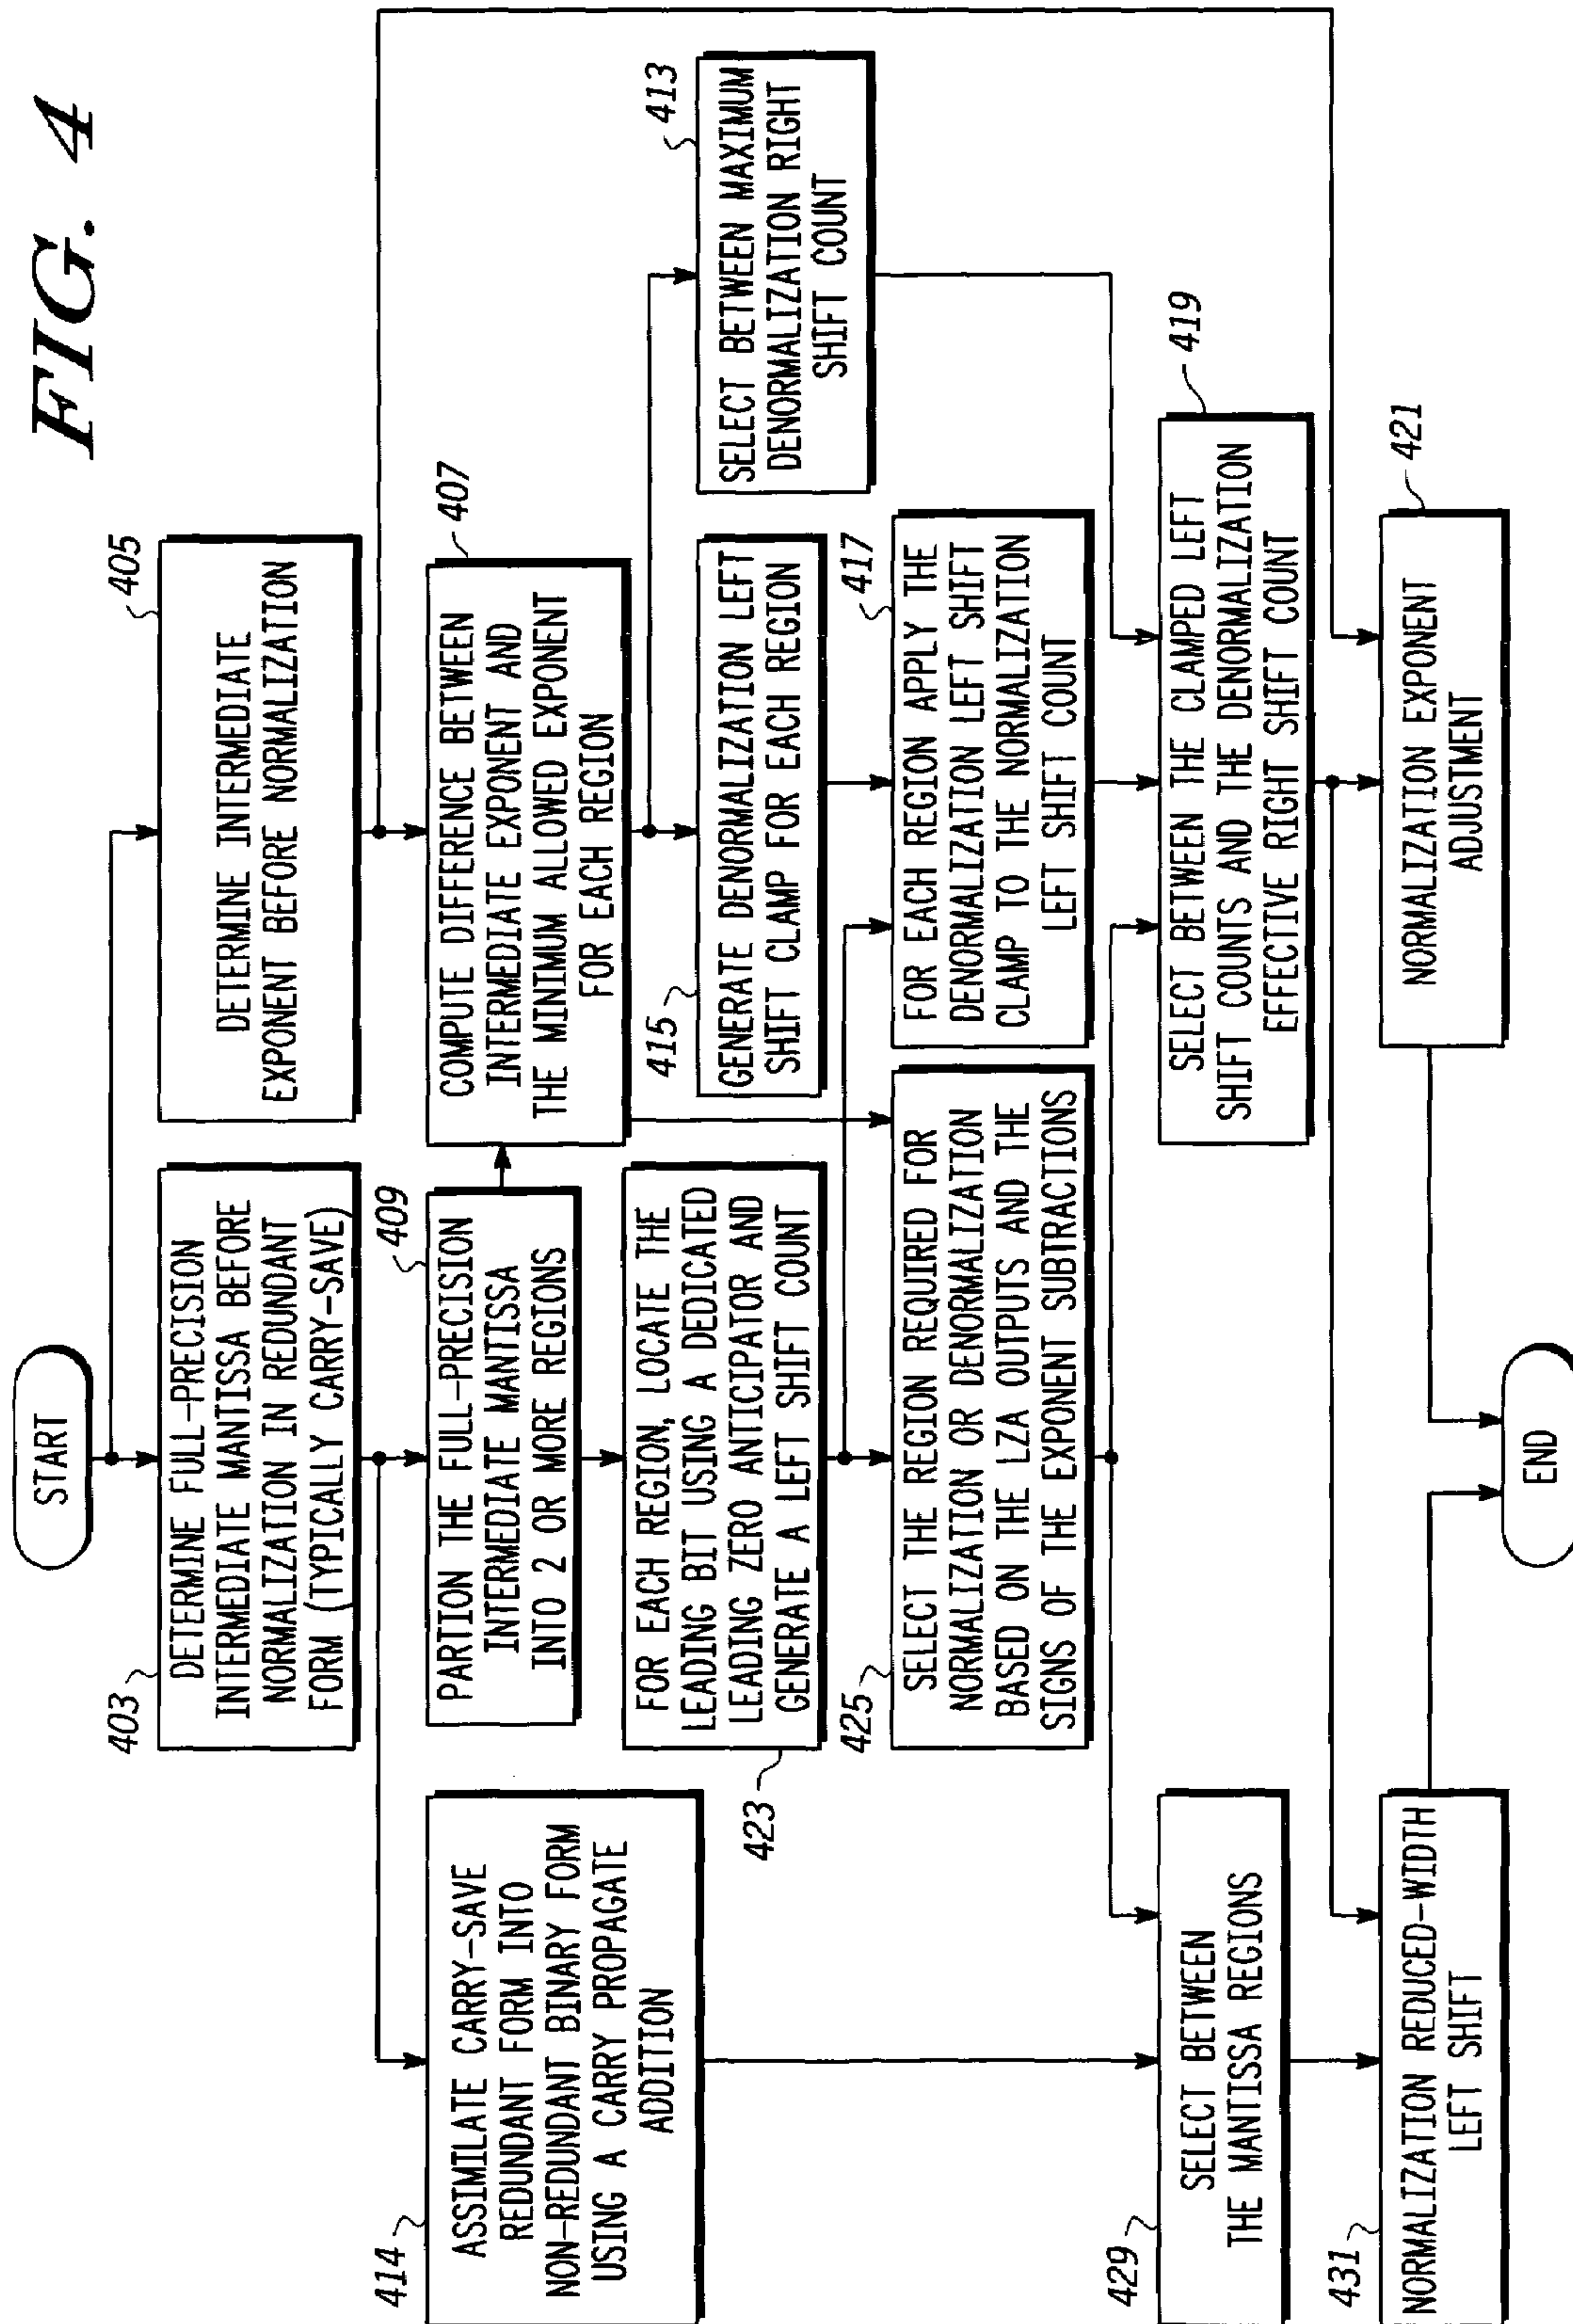 FIG. 4
START
403
DETERMINE FULL-PRECISION
INTERMEDIATE MANTISSA BEFORE
NORMALIZATION IN REDUNDANT
FORM (TYPICALLY CARRY-SAVE)
405
DETERMINE INTERMEDIATE
EXPONENT BEFORE NORMALIZATION
414
ASSIMILATE CARRY-SAVE
REDUNDANT FORM INTO
NON-REDUNDANT BINARY FORM
USING A CARRY PROPAGATE
ADDITION
409
PARTION THE FULL-PRECISION
INTERMEDIATE MANTISSA
INTO 2 OR MORE REGIONS
407
COMPUTE DIFFERENCE BETWEEN
INTERMEDIATE EXPONENT AND
THE MINIMUM ALLOWED EXPONENT
FOR EACH REGION
423
FOR EACH REGION, LOCATE THE
LEADING BIT USING A DEDICATED
LEADING ZERO ANTICIPATOR AND
GENERATE A LEFT SHIFT COUNT
415
GENERATE DENORMALIZATION LEFT
SHIFT CLAMP FOR EACH REGION
413
SELECT BETWEEN MAXIMUM
DENORMALIZATION RIGHT
SHIFT COUNT
425
SELECT THE REGION REQUIRED FOR
NORMALIZATION OR DENORMALIZATION
BASED ON THE LZA OUTPUTS AND THE
SIGNS OF THE EXPONENT SUBTRACTIONS
417
FOR EACH REGION APPLY THE
DENORMALIZATION LEFT SHIFT
CLAMP TO THE NORMALIZATION
LEFT SHIFT COUNT
429
SELECT BETWEEN
THE MANTISSA REGIONS
419
SELECT BETWEEN THE CLAMPED LEFT
SHIFT COUNTS AND THE DENORMALIZATION
EFFECTIVE RIGHT SHIFT COUNT
431
NORMALIZATION REDUCED-WIDTH
LEFT SHIFT
421
NORMALIZATION EXPONENT
ADJUSTMENT
END